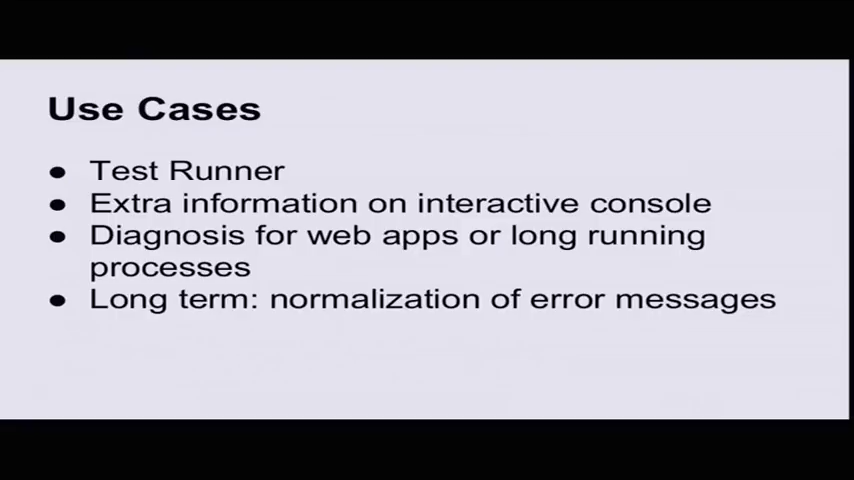 Use Cases
● Test Runner
● Extra information on interactive console
● Diagnosis for web apps or long running
processes
● Long term: normalization of error messages